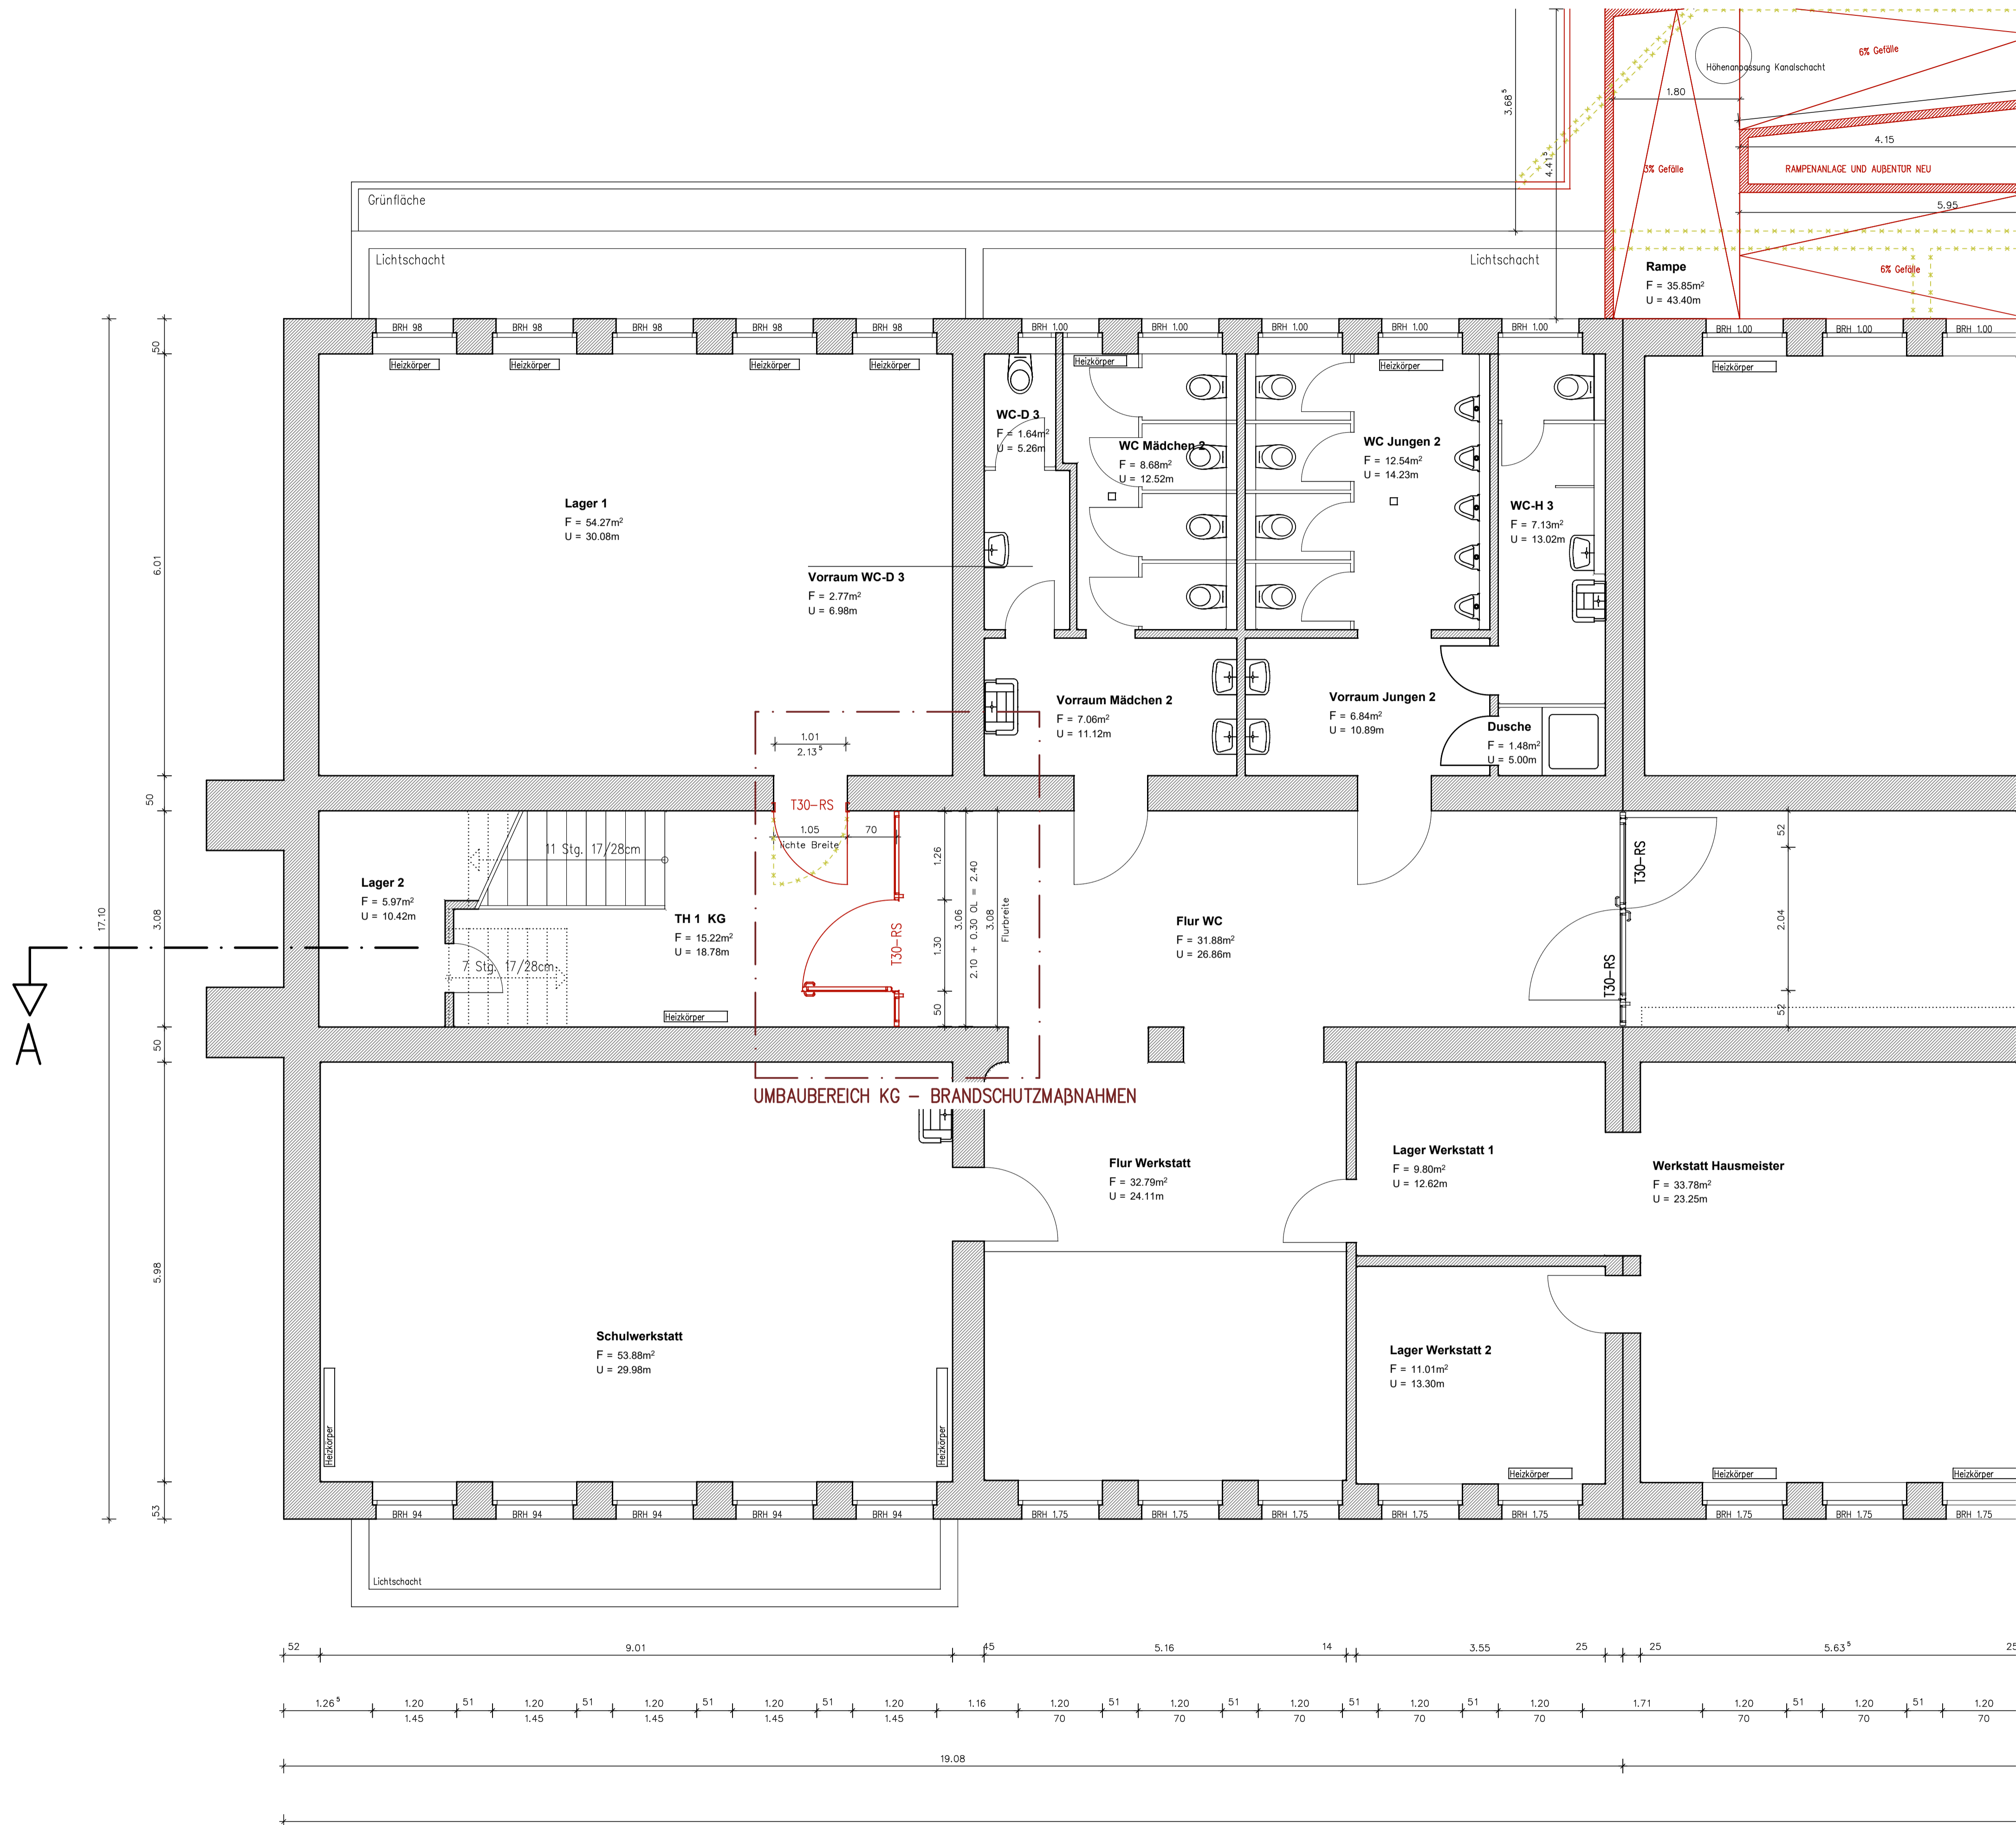 6% Gefälle
Höhenanpassung Kanalschacht
1.80
3.68⁵
4.41⁵
4.15
3% Gefälle
RAMPENANLAGE UND AUßENTÜR NEU
5.95
Grünfläche
Lichtschacht
Lichtschacht
Rampe
F = 35.85m²
U = 43.40m
6% Gefälle
BRH 98
BRH 98
BRH 98
BRH 98
BRH 98
BRH 1.00
BRH 1.00
BRH 1.00
BRH 1.00
BRH 1.00
BRH 1.00
BRH 1.00
BRH 1.00
50
Heizkörper
Heizkörper
Heizkörper
Heizkörper
Heizkörper
Heizkörper
Heizkörper
WC-D 3
F = 1.64m²
U = 5.26m
WC Mädchen 2
F = 8.68m²
U = 12.52m
WC Jungen 2
F = 12.54m²
U = 14.23m
Lager 1
F = 54.27m²
U = 30.08m
WC-H 3
F = 7.13m²
U = 13.02m
6.01
Vorraum WC-D 3
F = 2.77m²
U = 6.98m
Vorraum Mädchen 2
F = 7.06m²
U = 11.12m
Vorraum Jungen 2
F = 6.84m²
U = 10.89m
Dusche
F = 1.48m²
U = 5.00m
1.01
2.13⁵
50
T30-RS
1.05
70
lichte Breite
11 Stg. 17/28cm
1.26
52
T30-RS
Lager 2
F = 5.97m²
U = 10.42m
17.10
3.08
TH 1 KG
F = 15.22m²
U = 18.78m
T30-RS
1.30
3.06
2.10 + 0.30 OL = 2.40
3.08
Flurbreite
Flur WC
F = 31.88m²
U = 26.86m
2.04
7 Stg. 17/28cm
T30-RS
50
52
Heizkörper
A
50
UMBAUBEREICH KG - BRANDSCHUTZMAßNAHMEN
Flur Werkstatt
F = 32.79m²
U = 24.11m
Lager Werkstatt 1
F = 9.80m²
U = 12.62m
Werkstatt Hausmeister
F = 33.78m²
U = 23.25m
5.98
Schulwerkstatt
F = 53.88m²
U = 29.98m
Lager Werkstatt 2
F = 11.01m²
U = 13.30m
Heizkörper
Heizkörper
Heizkörper
Heizkörper
Heizkörper
53
BRH 94
BRH 94
BRH 94
BRH 94
BRH 94
BRH 1.75
BRH 1.75
BRH 1.75
BRH 1.75
BRH 1.75
BRH 1.75
BRH 1.75
BRH 1.75
Lichtschacht
52 9.01 45 5.16 14 3.55 25 25 5.63⁵ 25
1.26⁵ 1.20 51 1.20 51 1.20 51 1.20 51 1.20 1.16 1.20 51 1.20 51 1.20 51 1.20 51 1.20 1.71 1.20 51 1.20 51 1.20
1.45 1.45 1.45 1.45 1.45 70 70 70 70 70 70 70 70
19.08